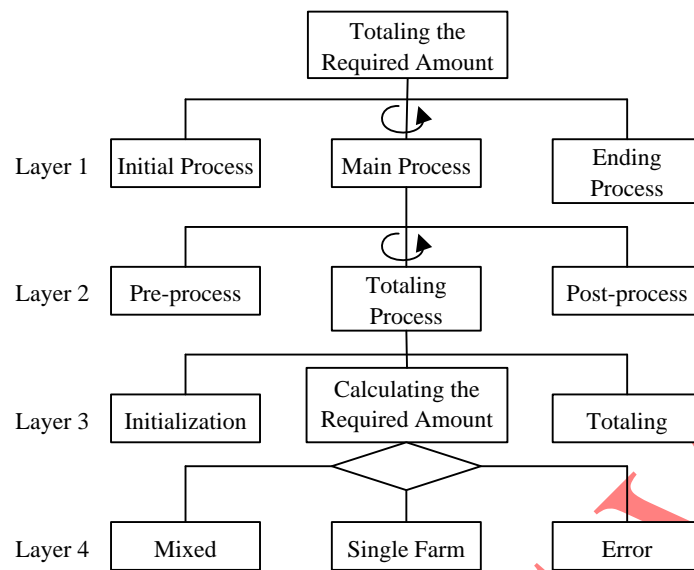 Totaling the
Required Amount
Layer 1
Initial Process
Main Process
Ending
Process
Layer 2
Pre-process
Totaling
Process
Post-process
Layer 3
Initialization
Calculating the
Required Amount
Totaling
Layer 4
Mixed
Single Farm
Error